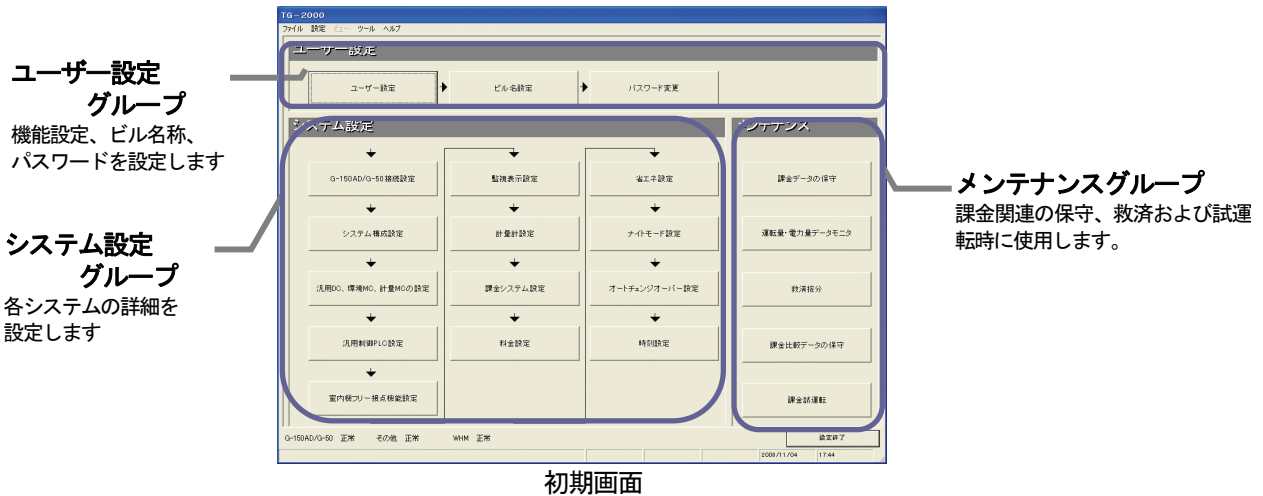 TG-2000
ファイル 設定 ビュー ツール ヘルプ
ユーザー設定
ユーザー設定 ビル名設定 パスワード変更
ユーザー設定
グループ
機能設定、ビル名称、
パスワードを設定します
システム設定
メンテナンス
G-150AD/G-50接続設定 監視表示設定 省エネ設定 課金データの保守
システム構成設定 計量計設定 ナイトモード設定 運転量・電力量データモニタ
汎用DC、環境MC、計量MCの設定 課金システム設定 オートチェンジオーバー設定 救済按分
汎用制御PLC設定 料金設定 時刻設定 課金比較データの保守
室内機フリー接点機能設定 課金試運転
システム設定
グループ
各システムの詳細を
設定します
メンテナンスグループ
課金関連の保守、救済および試運
転時に使用します。
G-150AD/G-50 正常 その他 正常 WHM 正常 設定終了
2008/11/04 17:44
初期画面